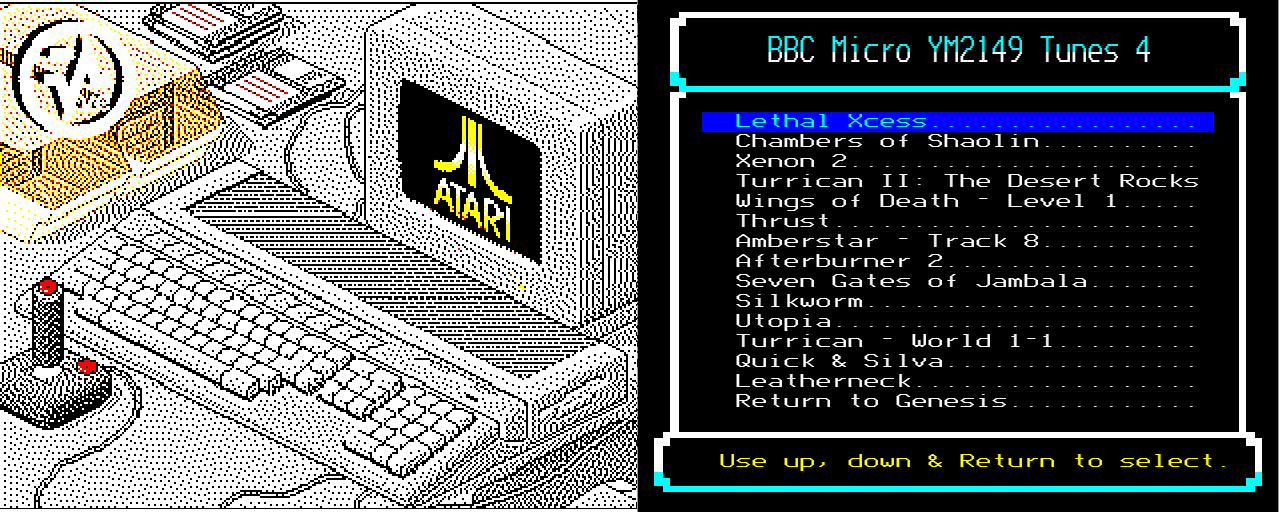 ATARI
BBC Micro YM2149 Tunes 4
Lethal Xcess.................
Chambers of Shaolin..........
Xenon 2......................
Turrican II: The Desert Rocks
Wings of Death - Level 1.....
Thrust.......................
Amberstar - Track 8..........
Afterburner 2................
Seven Gates of Jambala.......
Silkworm.....................
Utopia.......................
Turrican - World 1-1.........
Quick & Silva................
Leatherneck..................
Return to Genesis............
Use up, down & Return to select.